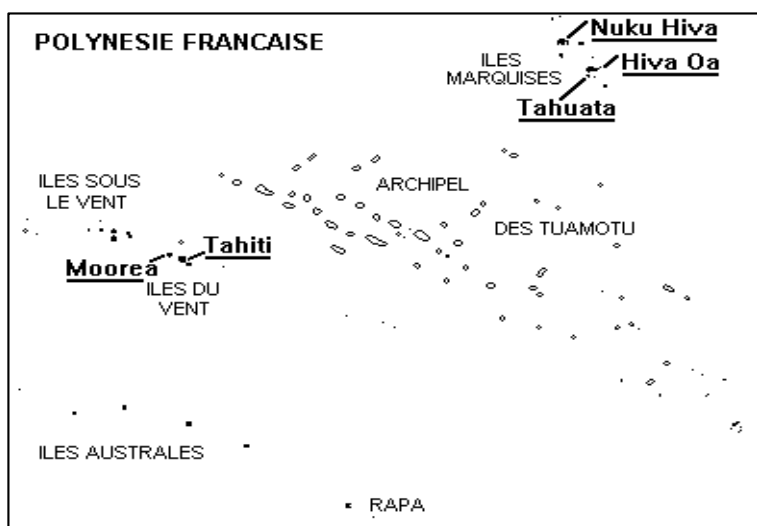 POLYNESIE FRANCAISE
Nuku Hiva
ILES
MARQUISES
Hiva Oa
Tahuata
ILES SOUS
LE VENT
ARCHIPEL
DES TUAMOTU
Tahiti
Moorea
ILES DU
VENT
ILES AUSTRALES
RAPA